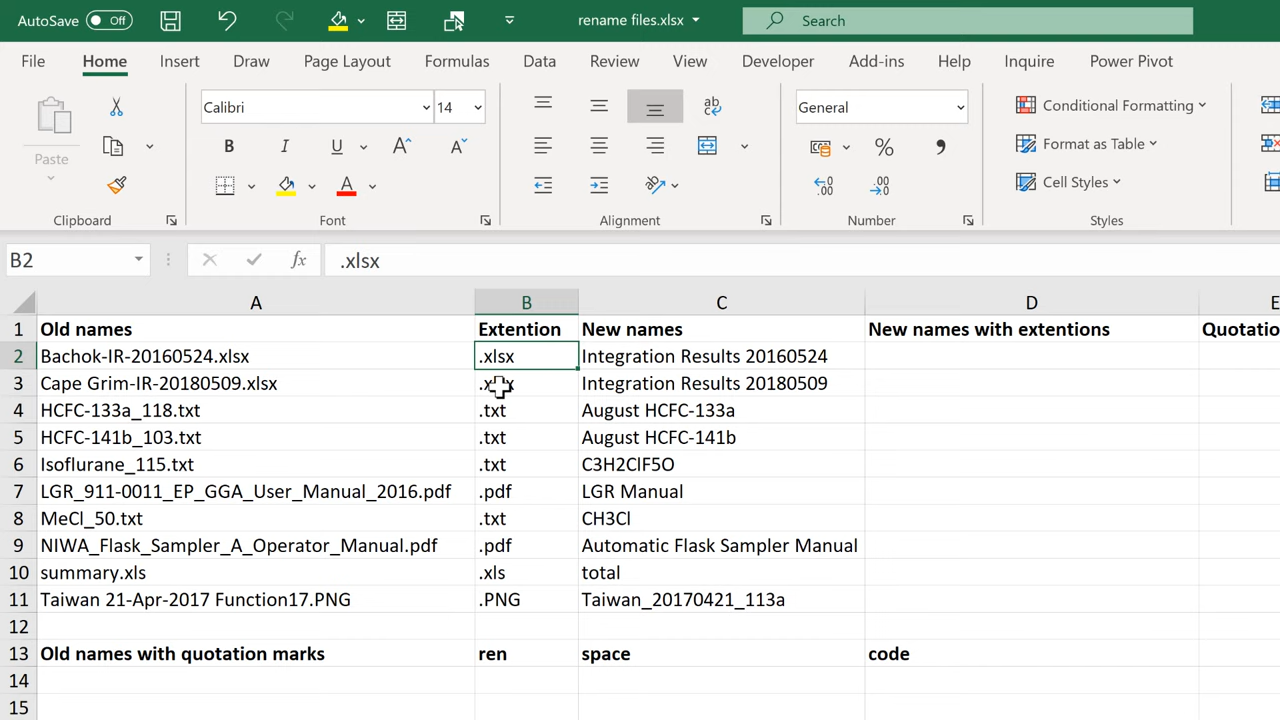 AutoSave Off rename files.xlsx Search
File Home Insert Draw Page Layout Formulas Data Review View Developer Add-ins Help Inquire Power Pivot
Paste Calibri 14 B I U A A A ab General % Conditional Formatting
Format as Table
Cell Styles
Clipboard Font Alignment Number Styles
B2 fx .xlsx
A B C D E
1 Old names Extention New names New names with extentions Quotatio
2 Bachok-IR-20160524.xlsx .xlsx Integration Results 20160524
3 Cape Grim-IR-20180509.xlsx Integration Results 20180509
4 HCFC-133a_118.txt .txt August HCFC-133a
5 HCFC-141b_103.txt .txt August HCFC-141b
6 Isoflurane_115.txt .txt C3H2ClF5O
7 LGR_911-0011_EP_GGA_User_Manual_2016.pdf .pdf LGR Manual
8 MeCl_50.txt .txt CH3Cl
9 NIWA_Flask_Sampler_A_Operator_Manual.pdf .pdf Automatic Flask Sampler Manual
10 summary.xls .xls total
11 Taiwan 21-Apr-2017 Function17.PNG .PNG Taiwan_20170421_113a
12
13 Old names with quotation marks ren space code
14
15